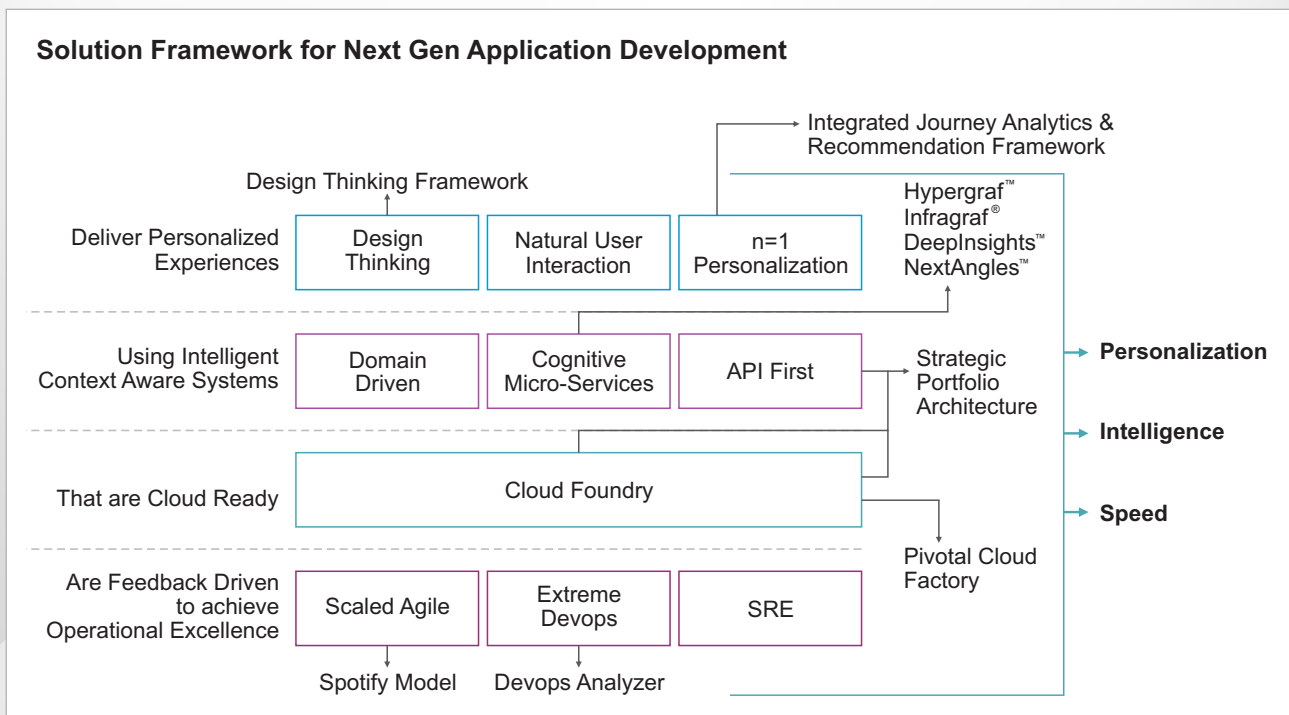 Solution Framework for Next Gen Application Development
Integrated Journey Analytics &
Recommendation Framework
Design Thinking Framework
Hypergraf™
Infragraf®
DeepInsights™
NextAngles™
Deliver Personalized
Experiences
Design
Thinking
Natural User
Interaction
n=1
Personalization
Using Intelligent
Context Aware Systems
Domain
Driven
Cognitive
Micro-Services
API First
Strategic
Portfolio
Architecture
Personalization
Intelligence
Speed
That are Cloud Ready
Cloud Foundry
Pivotal Cloud
Factory
Are Feedback Driven
to achieve
Operational Excellence
Scaled Agile
Extreme
Devops
SRE
Spotify Model
Devops Analyzer